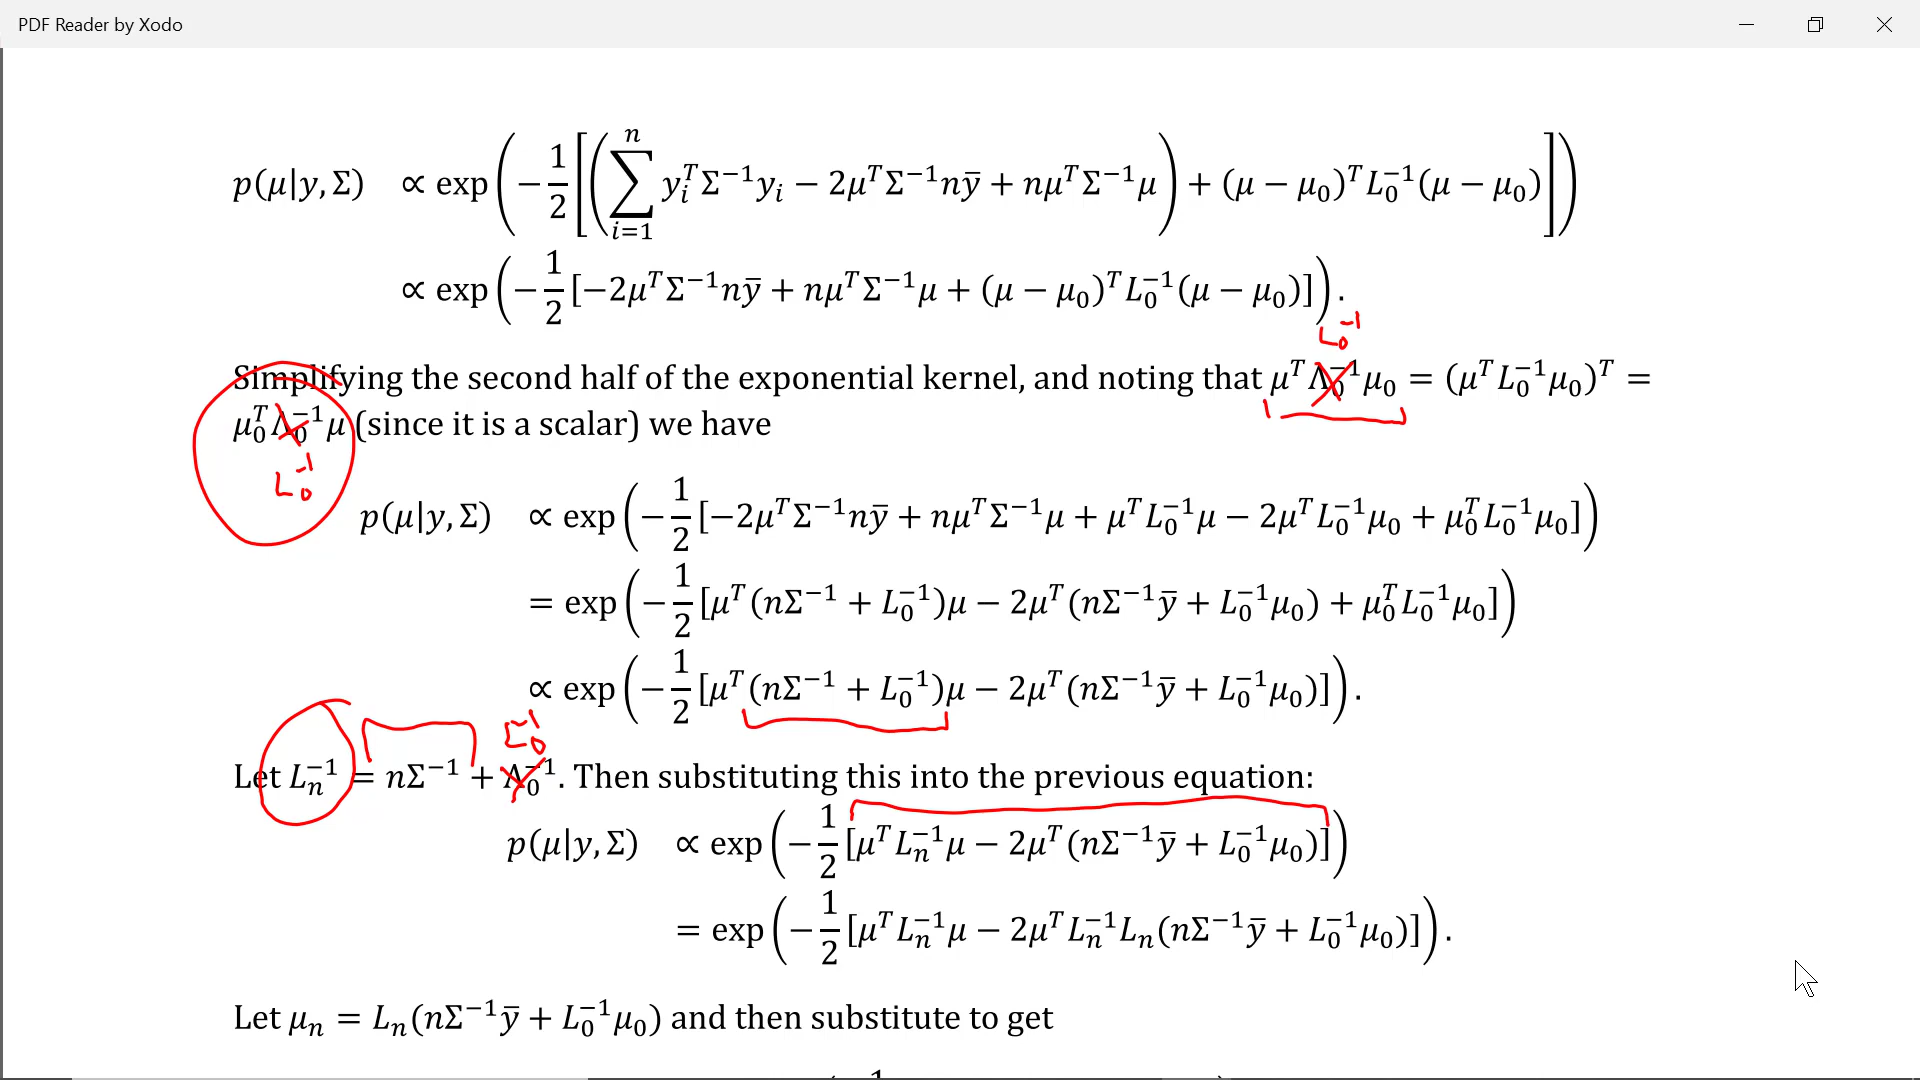 PDF Reader by Xodo
p(μ|y, Σ) ∝ exp(−1/2[(∑_{i=1}^{n} y_i^T Σ^{−1} y_i − 2μ^T Σ^{−1} nȳ + nμ^T Σ^{−1} μ) + (μ − μ_0)^T L_0^{−1}(μ − μ_0)])
∝ exp(−1/2[−2μ^T Σ^{−1} nȳ + nμ^T Σ^{−1} μ + (μ − μ_0)^T L_0^{−1}(μ − μ_0)]).
L_0^{-1}
Simplifying the second half of the exponential kernel, and noting that μ^T Λ_0^{−1} μ_0 = (μ^T L_0^{−1} μ_0)^T =
μ_0^T Λ_0^{−1} μ (since it is a scalar) we have
L_0^{-1}
p(μ|y, Σ) ∝ exp(−1/2[−2μ^T Σ^{−1} nȳ + nμ^T Σ^{−1} μ + μ^T L_0^{−1} μ − 2μ^T L_0^{−1} μ_0 + μ_0^T L_0^{−1} μ_0])
= exp(−1/2[μ^T(nΣ^{−1} + L_0^{−1})μ − 2μ^T(nΣ^{−1}ȳ + L_0^{−1} μ_0) + μ_0^T L_0^{−1} μ_0])
∝ exp(−1/2[μ^T(nΣ^{−1} + L_0^{−1})μ − 2μ^T(nΣ^{−1}ȳ + L_0^{−1} μ_0)]).
L_0^{-1}
Let L_n^{−1} = nΣ^{−1} + Λ_0^{−1}. Then substituting this into the previous equation:
p(μ|y, Σ) ∝ exp(−1/2[μ^T L_n^{−1} μ − 2μ^T(nΣ^{−1}ȳ + L_0^{−1} μ_0)])
= exp(−1/2[μ^T L_n^{−1} μ − 2μ^T L_n^{−1} L_n(nΣ^{−1}ȳ + L_0^{−1} μ_0)]).
Let μ_n = L_n(nΣ^{−1}ȳ + L_0^{−1} μ_0) and then substitute to get